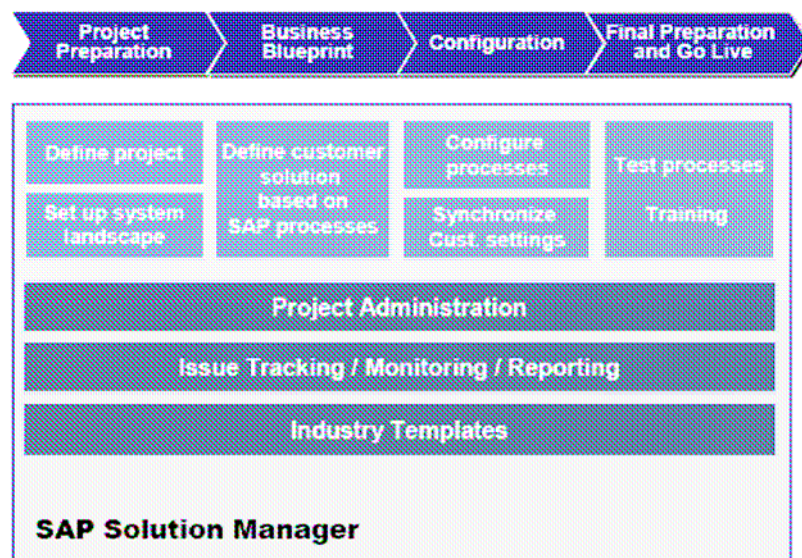 Project
Preparation
Business
Blueprint
Configuration
Final Preparation
and Go Live
Define project
Set up system
landscape
Define customer
solution
based on
SAP processes
Configure
processes
Synchronize
Cust. settings
Test processes
Training
Project Administration
Issue Tracking / Monitoring / Reporting
Industry Templates
SAP Solution Manager